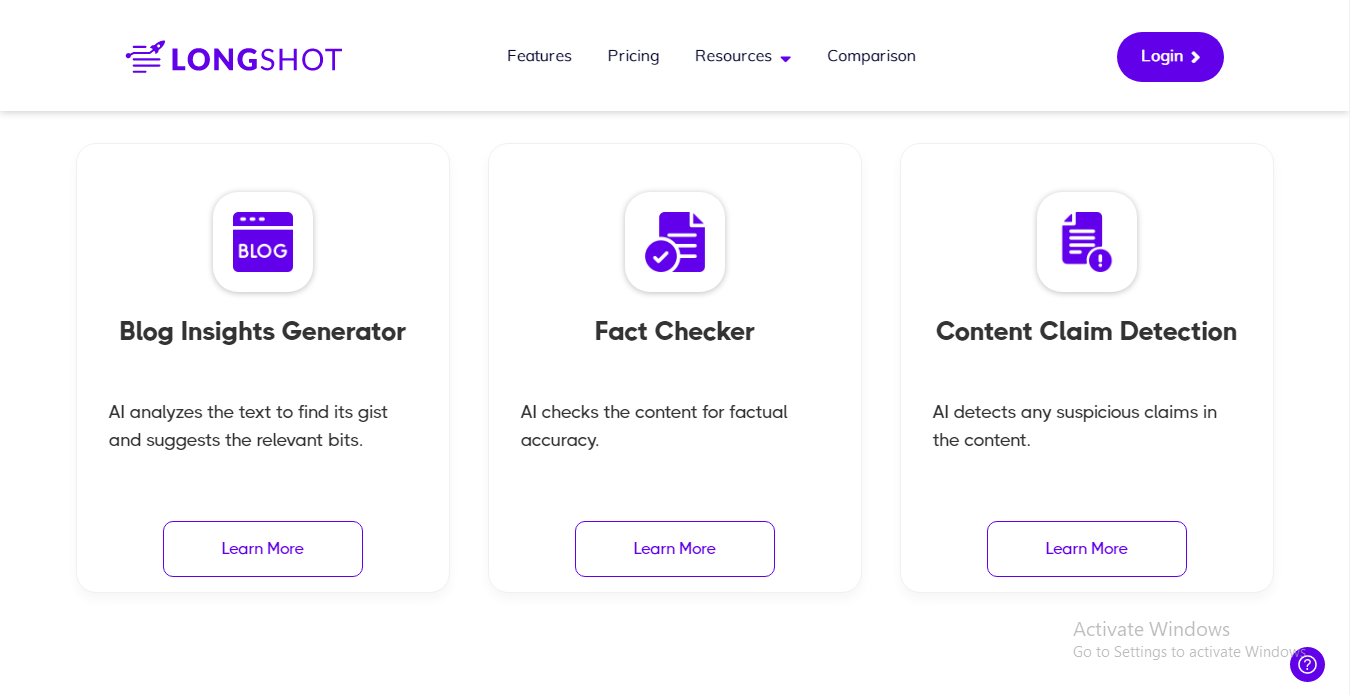 LONGSHOT
Features
Pricing
Resources
Comparison
Login
BLOG
Blog Insights Generator
AI analyzes the text to find its gist
and suggests the relevant bits.
Learn More
Fact Checker
AI checks the content for factual
accuracy.
Learn More
Content Claim Detection
AI detects any suspicious claims in
the content.
Learn More
Activate Windows
Go to Settings to activate Windows.